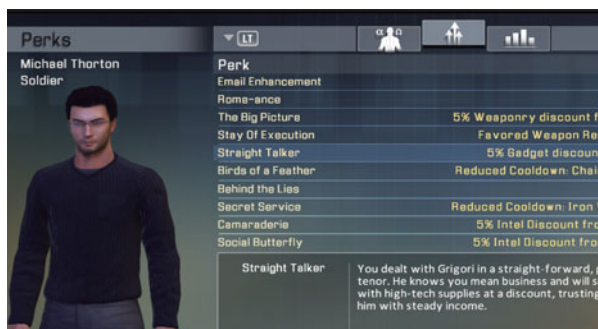 Perks
LT
α Ω
Michael Thorton
Soldier
Perk
Email Enhancement
Rome-ance
The Big Picture 5% Weaponry discount f
Stay Of Execution Favored Weapon Re
Straight Talker 5% Gadget discoun
Birds of a Feather Reduced Cooldown: Chai
Behind the Lies
Secret Service Reduced Cooldown: Iron
Camaraderie 5% Intel Discount fro
Social Butterfly 5% Intel Discount fro
Straight Talker
You dealt with Grigori in a straight-forward,
tenor. He knows you mean business and will s
with high-tech supplies at a discount, trusting
him with steady income.